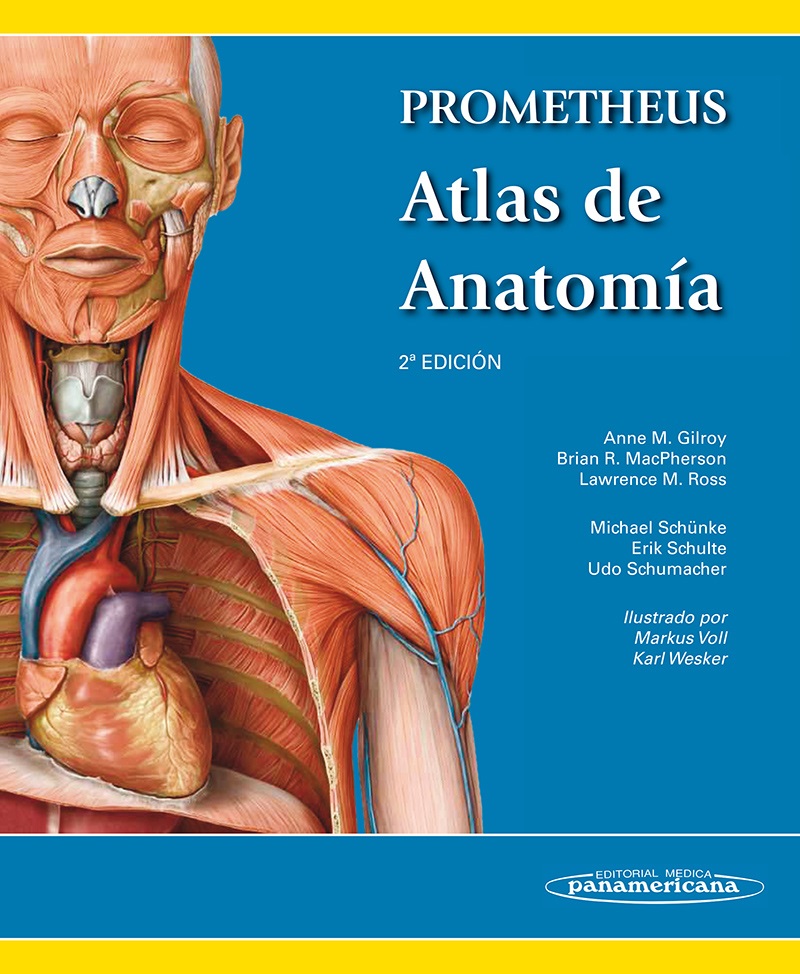 PROMETHEUS
Atlas de
Anatomía
2ª EDICIÓN
Anne M. Gilroy
Brian R. MacPherson
Lawrence M. Ross
Michael Schünke
Erik Schulte
Udo Schumacher
Ilustrado por
Markus Voll
Karl Wesker
EDITORIAL MEDICA
panamericana